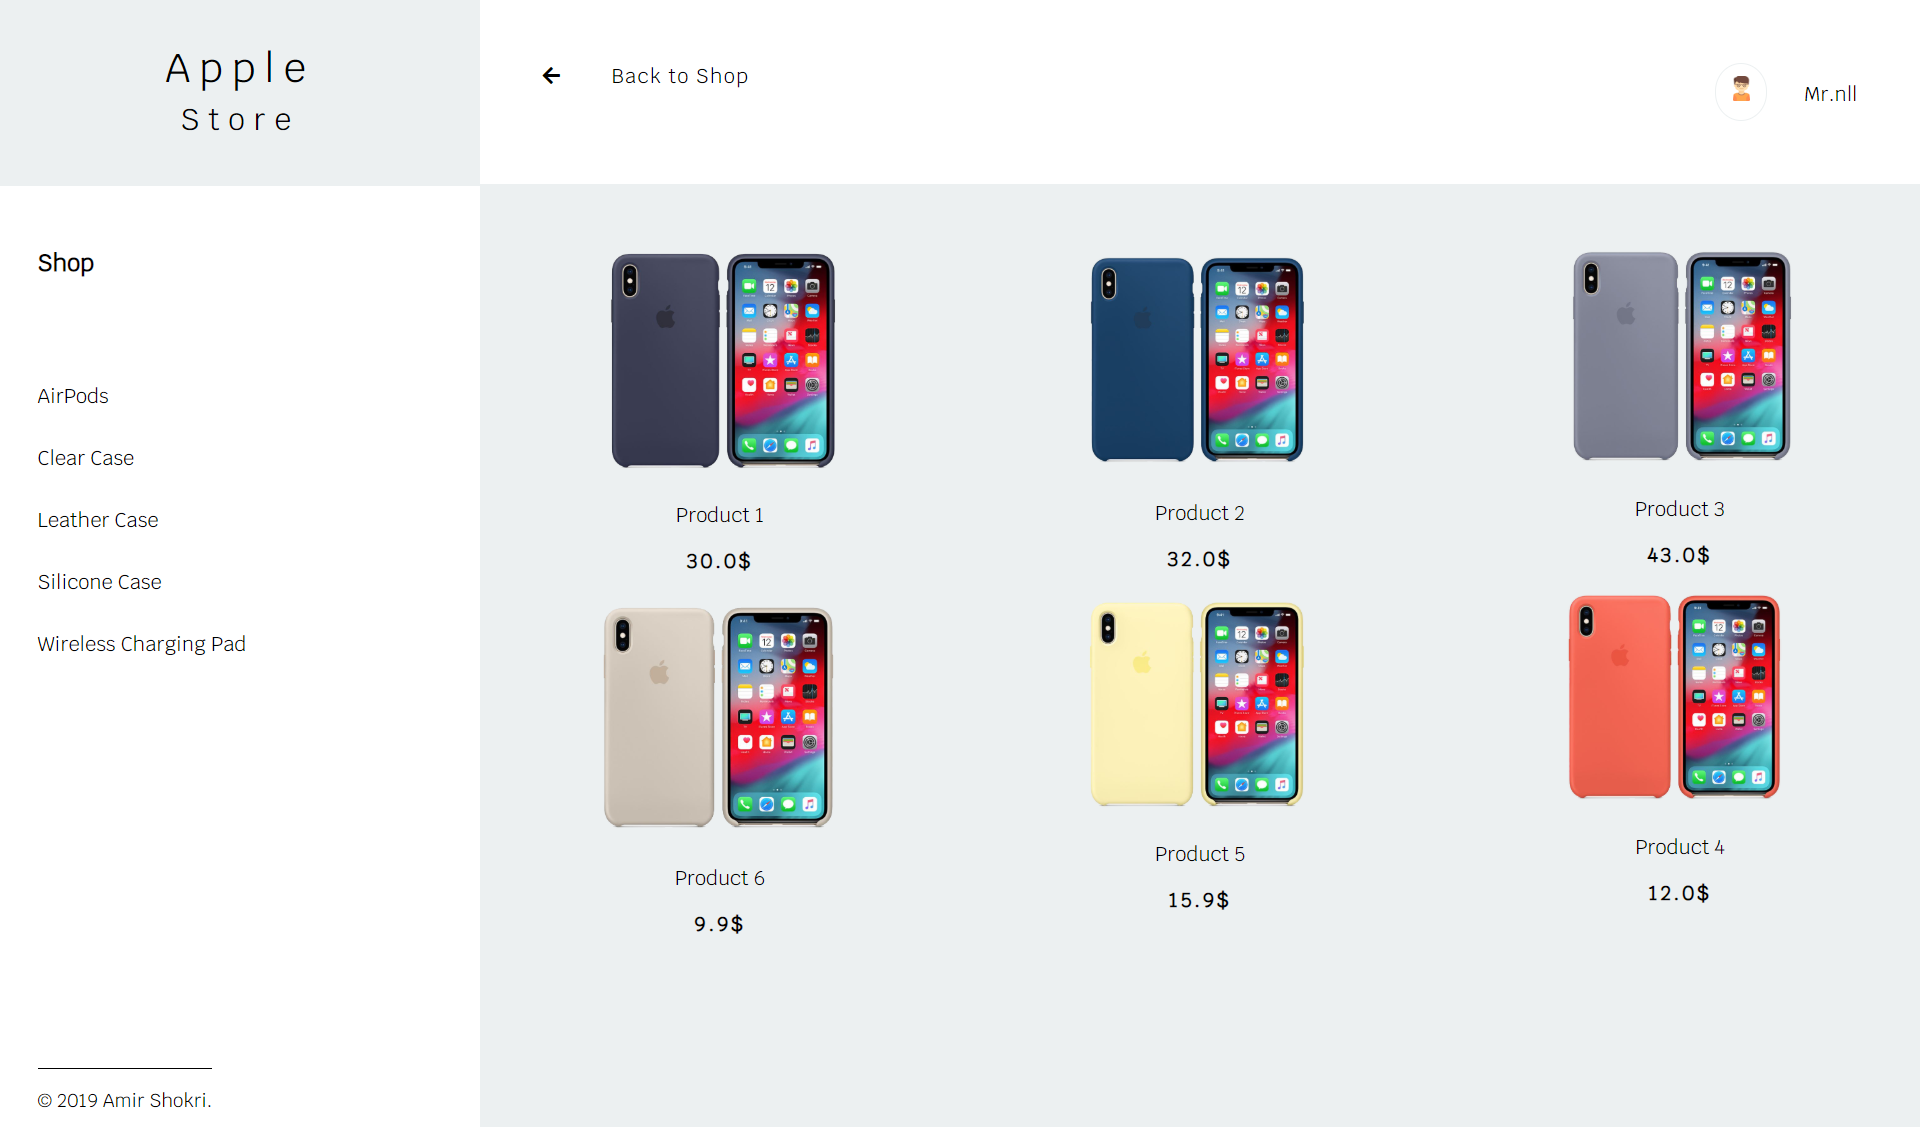 Apple
Store
Back to Shop
Mr.nll
Shop
AirPods
Clear Case
Leather Case
Silicone Case
Wireless Charging Pad
© 2019 Amir Shokri.
Product 1
30.0$
Product 2
32.0$
Product 3
43.0$
Product 6
9.9$
Product 5
15.9$
Product 4
12.0$